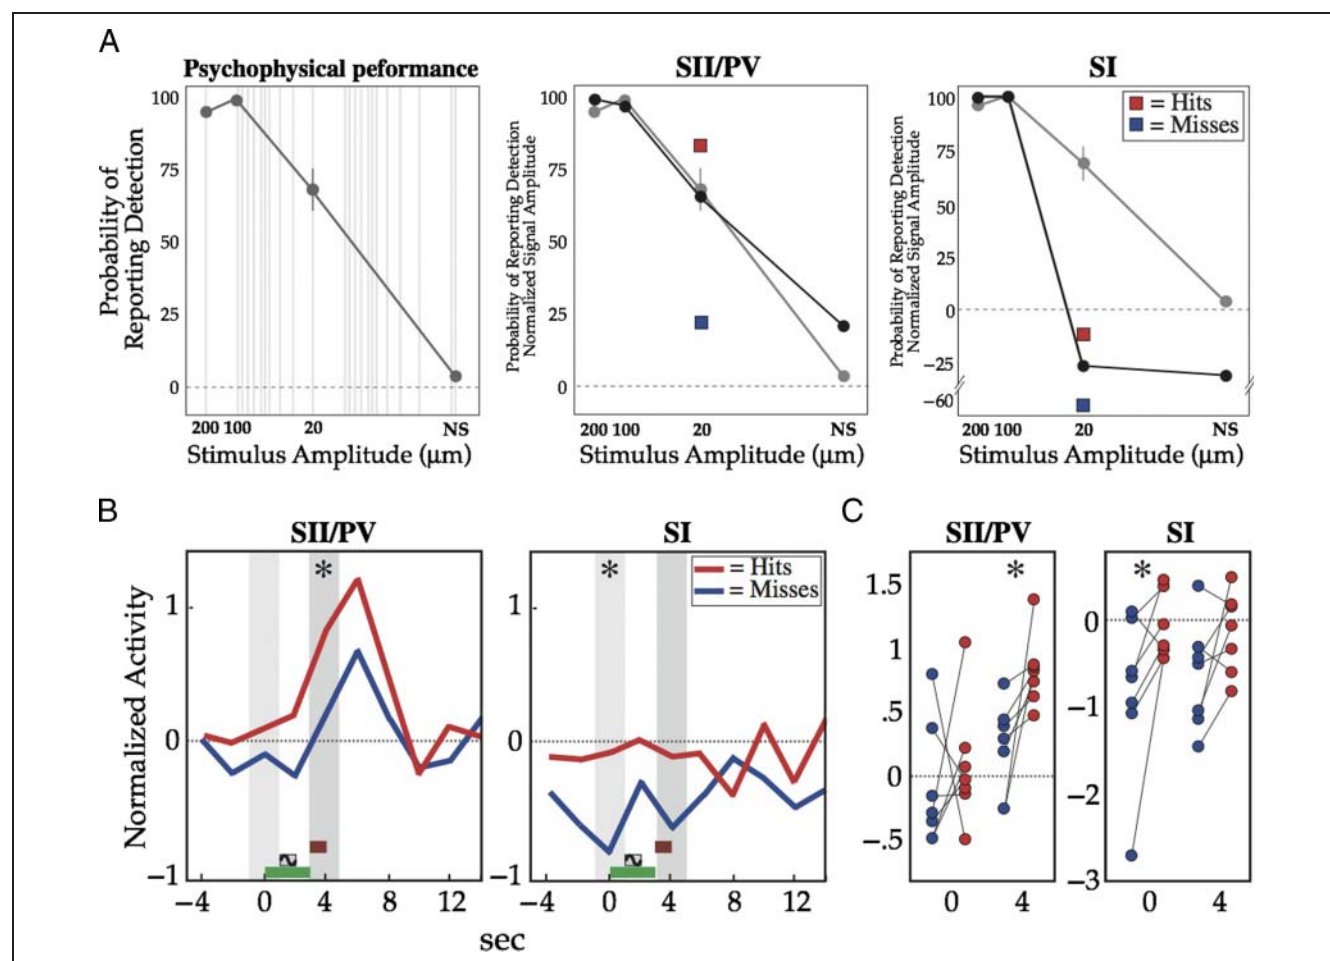 A
Psychophysical peformance
100
75
50
25
0
Probability of
Reporting Detection
200 100 20 NS
Stimulus Amplitude (μm)
SII/PV
100
75
50
25
0
Probability of Reporting Detection
Normalized Signal Amplitude
200 100 20 NS
Stimulus Amplitude (μm)
SI
= Hits
= Misses
100
75
50
25
0
−25
−60
Probability of Reporting Detection
Normalized Signal Amplitude
200 100 20 NS
Stimulus Amplitude (μm)
B
SII/PV
*
1
0
−1
Normalized Activity
−4 0 4 8 12
SI
*
= Hits
= Misses
1
0
−1
−4 0 4 8 12
sec
C
SII/PV
*
1.5
1
.5
0
−.5
0 4
SI
*
0
−1
−2
−3
0 4